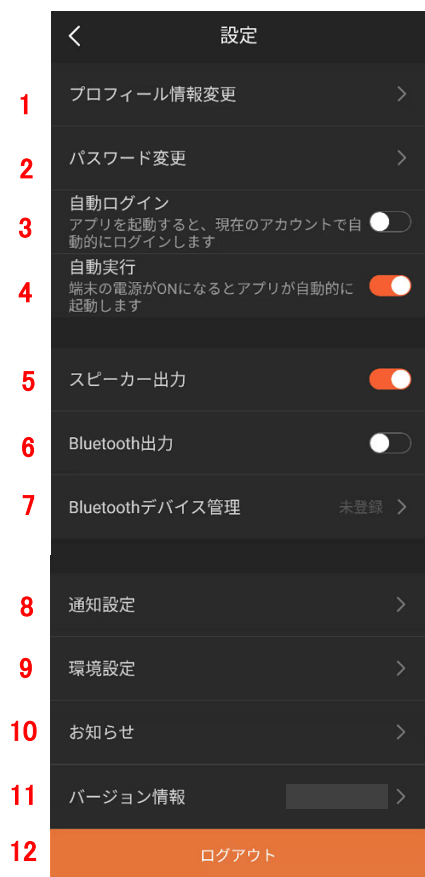 設定
1
プロフィール情報変更
2
パスワード変更
3
自動ログイン
アプリを起動すると、現在のアカウントで自
動的にログインします
4
自動実行
端末の電源がONになるとアプリが自動的に
起動します
5
スピーカー出力
6
Bluetooth出力
7
Bluetoothデバイス管理 未登録
8
通知設定
9
環境設定
10
お知らせ
11
バージョン情報
12
ログアウト